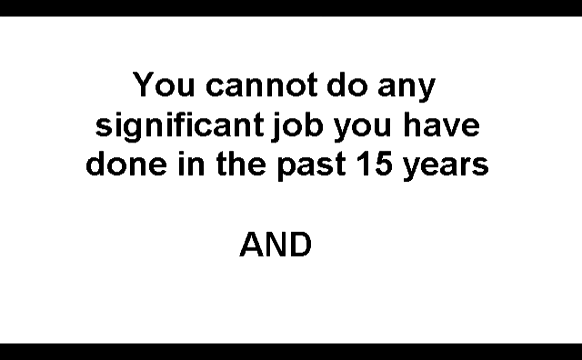 You cannot do any
significant job you have
done in the past 15 years
AND